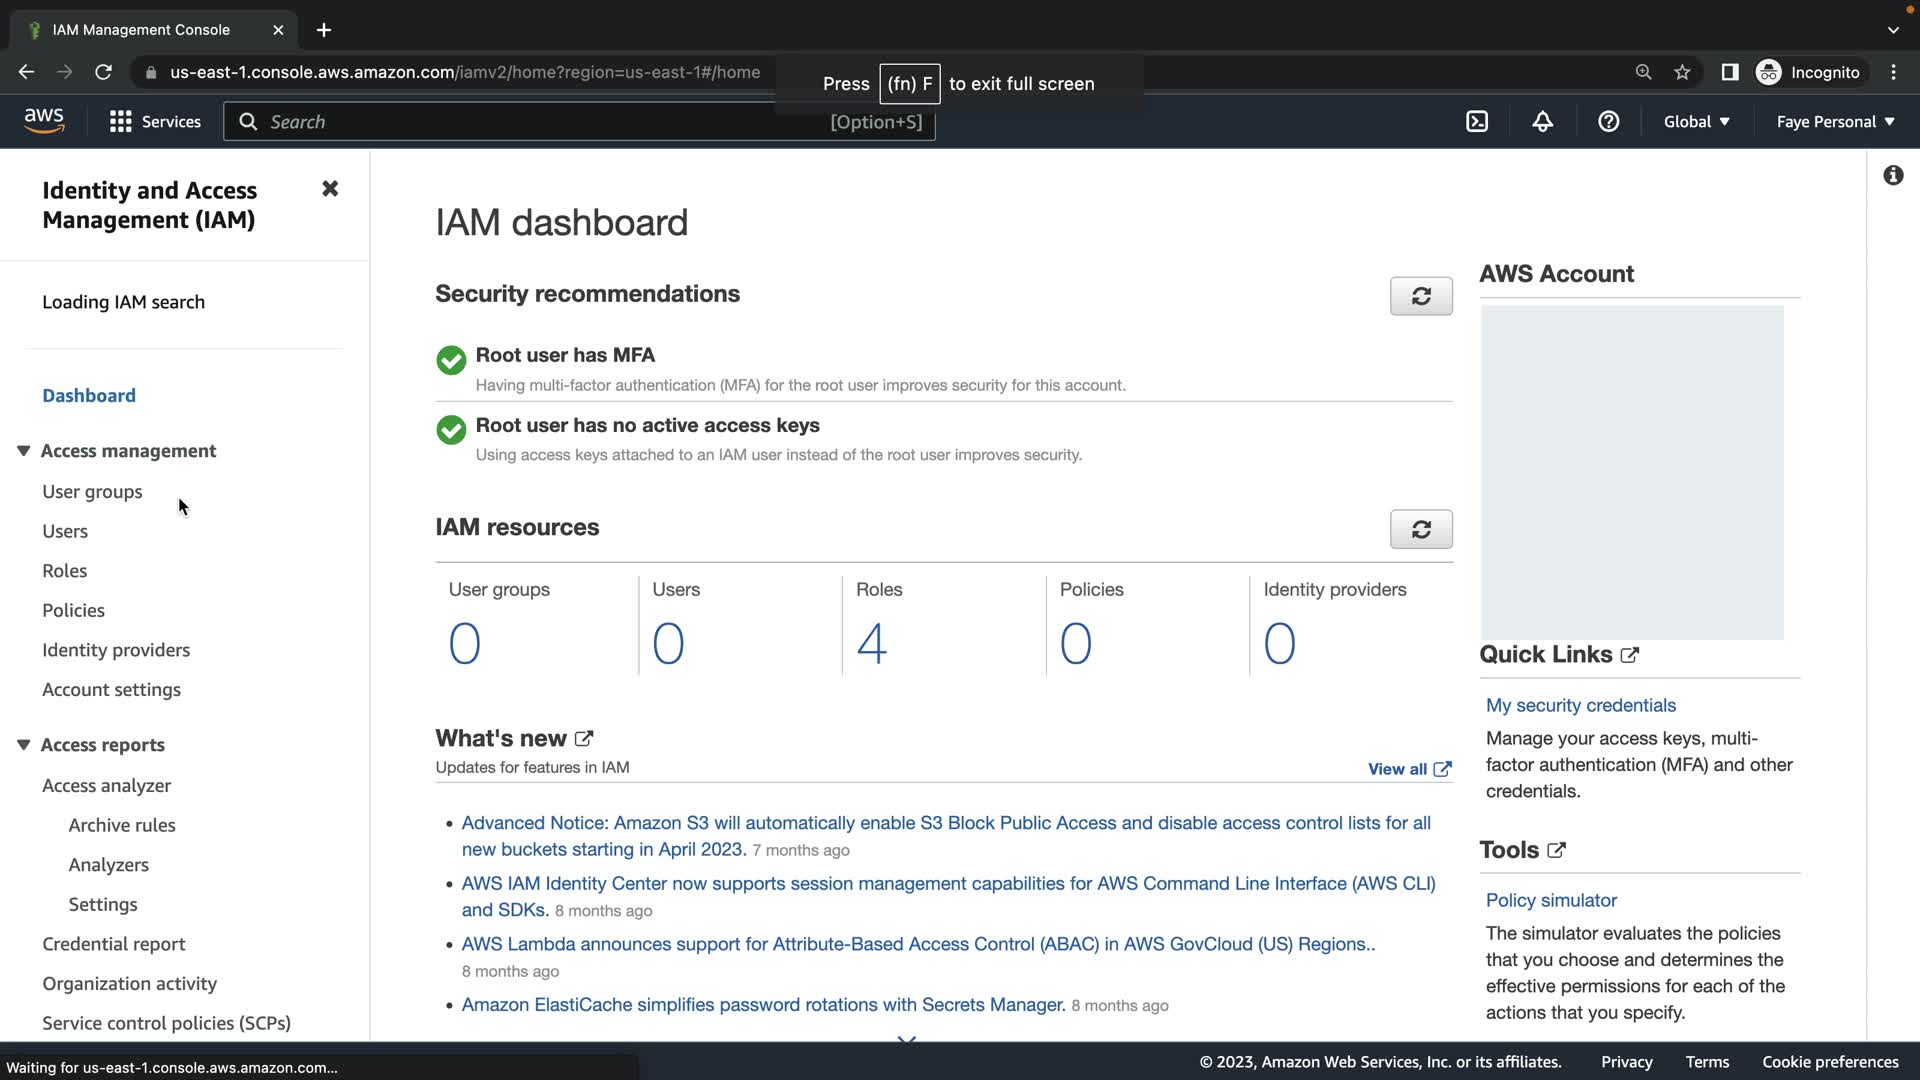 IAM Management Console
us-east-1.console.aws.amazon.com/iamv2/home?region=us-east-1#/home
Press (fn) F to exit full screen
Incognito
aws
Services
Search
[Option+S]
Global
Faye Personal
Identity and Access
Management (IAM)
Loading IAM search
Dashboard
Access management
User groups
Users
Roles
Policies
Identity providers
Account settings
Access reports
Access analyzer
Archive rules
Analyzers
Settings
Credential report
Organization activity
Service control policies (SCPs)
IAM dashboard
Security recommendations
Root user has MFA
Having multi-factor authentication (MFA) for the root user improves security for this account.
Root user has no active access keys
Using access keys attached to an IAM user instead of the root user improves security.
IAM resources
User groups
0
Users
0
Roles
4
Policies
0
Identity providers
0
What's new
Updates for features in IAM
View all
• Advanced Notice: Amazon S3 will automatically enable S3 Block Public Access and disable access control lists for all
new buckets starting in April 2023. 7 months ago
• AWS IAM Identity Center now supports session management capabilities for AWS Command Line Interface (AWS CLI)
and SDKs. 8 months ago
• AWS Lambda announces support for Attribute-Based Access Control (ABAC) in AWS GovCloud (US) Regions..
8 months ago
• Amazon ElastiCache simplifies password rotations with Secrets Manager. 8 months ago
AWS Account
Quick Links
My security credentials
Manage your access keys, multi-
factor authentication (MFA) and other
credentials.
Tools
Policy simulator
The simulator evaluates the policies
that you choose and determines the
effective permissions for each of the
actions that you specify.
Waiting for us-east-1.console.aws.amazon.com...
© 2023, Amazon Web Services, Inc. or its affiliates.
Privacy
Terms
Cookie preferences